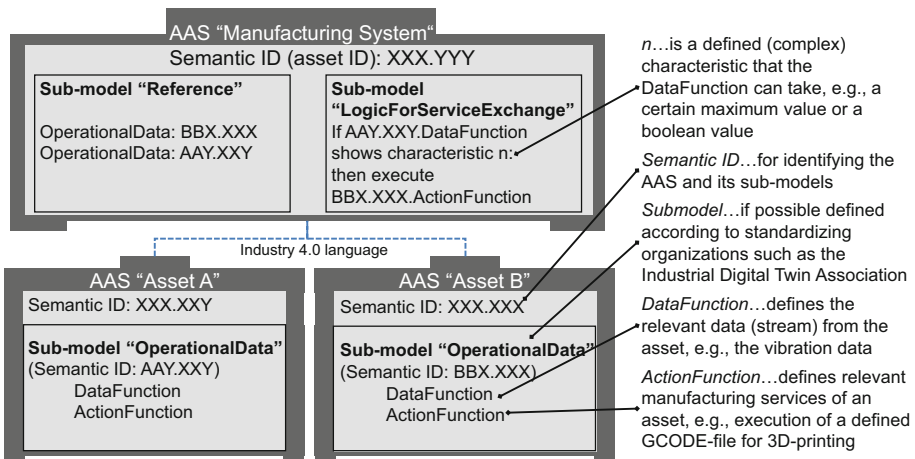 AAS “Manufacturing System“
Semantic ID (asset ID): XXX.YYY
Sub-model “Reference”
OperationalData: BBX.XXX
OperationalData: AAY.XXY
Sub-model
“LogicForServiceExchange”
If AAY.XXY.DataFunction
shows characteristic n:
then execute
BBX.XXX.ActionFunction
Industry 4.0 language
AAS “Asset A”
Semantic ID: XXX.XXY
Sub-model “OperationalData”
(Semantic ID: AAY.XXY)
DataFunction
ActionFunction
AAS “Asset B”
Semantic ID: XXX.XXX
Sub-model “OperationalData”
(Semantic ID: BBX.XXX)
DataFunction
ActionFunction
n…is a defined (complex)
characteristic that the
DataFunction can take, e.g., a
certain maximum value or a
boolean value
Semantic ID…for identifying the
AAS and its sub-models
Submodel…if possible defined
according to standardizing
organizations such as the
Industrial Digital Twin Association
DataFunction…defines the
relevant data (stream) from the
asset, e.g., the vibration data
ActionFunction…defines relevant
manufacturing services of an
asset, e.g., execution of a defined
GCODE-file for 3D-printing